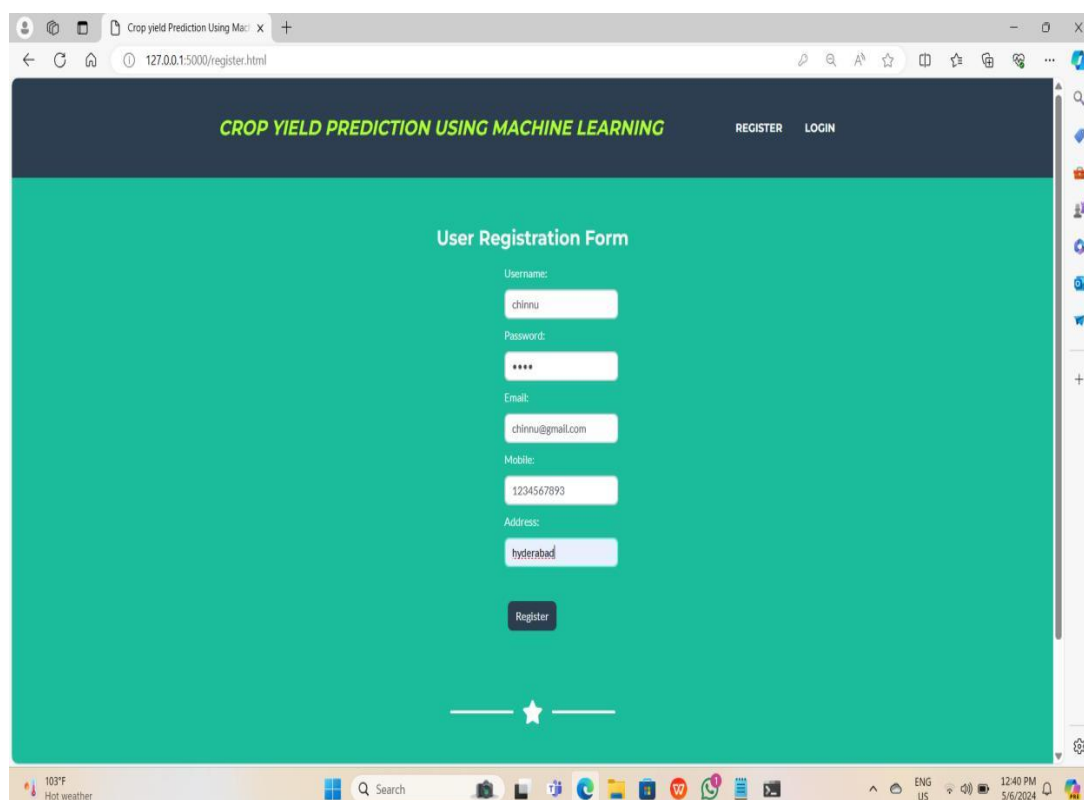 Crop yield Prediction Using Mac
127.0.0.1:5000/register.html
CROP YIELD PREDICTION USING MACHINE LEARNING
REGISTER LOGIN
User Registration Form
Username:
chinnu
Password:
••••
Email:
chinnu@gmail.com
Mobile:
1234567893
Address:
hyderabad
Register
103°F
Hot weather
Search
ENG
US
12:40 PM
5/6/2024